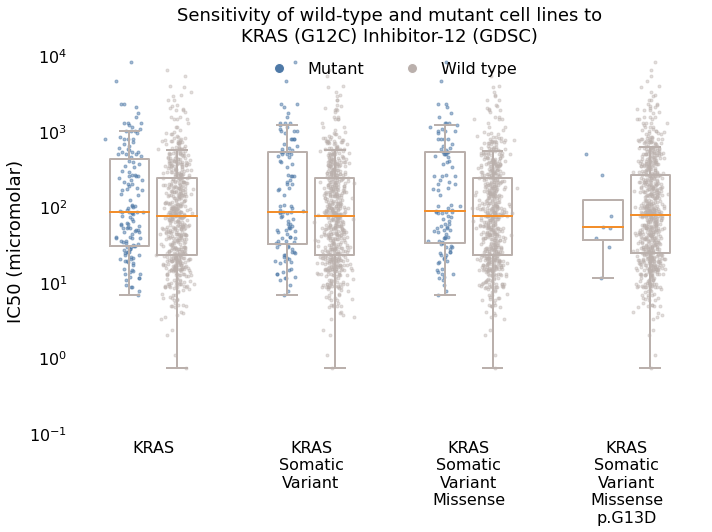 Sensitivity of wild-type and mutant cell lines to
KRAS (G12C) Inhibitor-12 (GDSC)
Mutant
Wild type
IC50 (micromolar)
10⁴
10³
10²
10¹
10⁰
10⁻¹
KRAS
KRAS
Somatic
Variant
KRAS
Somatic
Variant
Missense
KRAS
Somatic
Variant
Missense
p.G13D